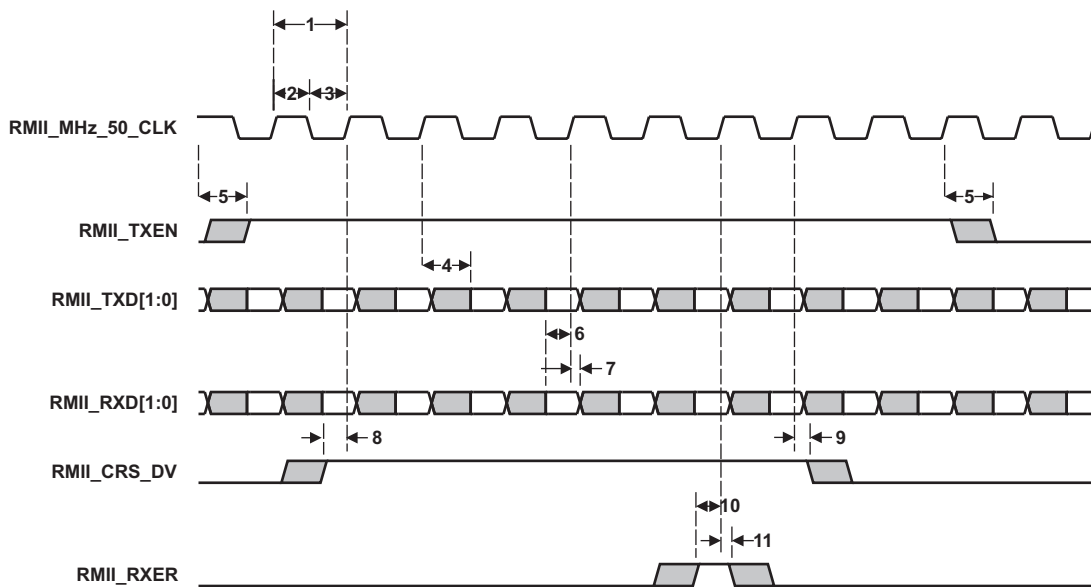 1
2 3
RMII_MHz_50_CLK
5 5
RMII_TXEN
4
RMII_TXD[1:0]
6
7
RMII_RXD[1:0]
8 9
RMII_CRS_DV
10
11
RMII_RXER